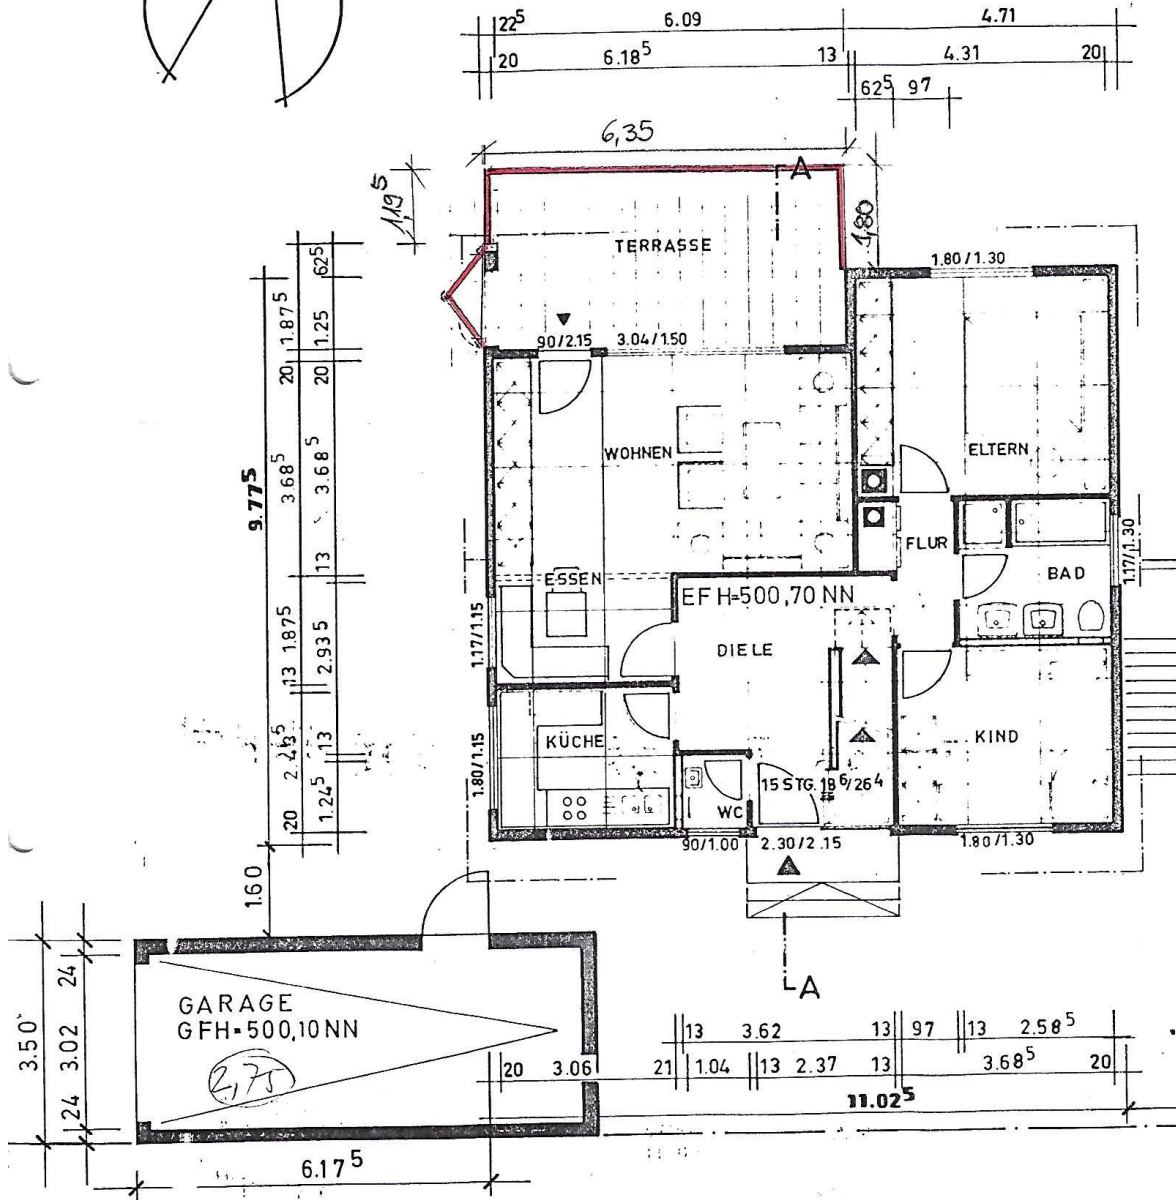 22⁵ 6.09 4.71
20 6.18⁵ 13 4.31 20
62⁵ 97
6,35
A
1,19⁵
1,80
TERRASSE
1.80/1.30
62⁵
1.87⁵ 1.25
90/2.15 3.04/1.50
20 20
9.77⁵
3.68⁵ 3.68⁵
WOHNEN
ELTERN
FLUR
1.17/1.30
13
ESSEN
BAD
EFH=500,70 NN
1.17/1.15
1.875 2.935
DIELE
13
KÜCHE
KIND
1.80/1.15
2.43⁵ 13
15 STG. 18⁶/26⁴
WC
20 1.24⁵
90/1.00 2.30/2.15 1.80/1.30
1.60
A
GARAGE
GFH=500,10 NN
2,75
24
3.50 3.02
24
13 3.62 13 97 13 2.58⁵
20 3.06 21 1.04 13 2.37 13 3.68⁵ 20
11.02⁵
6.17⁵